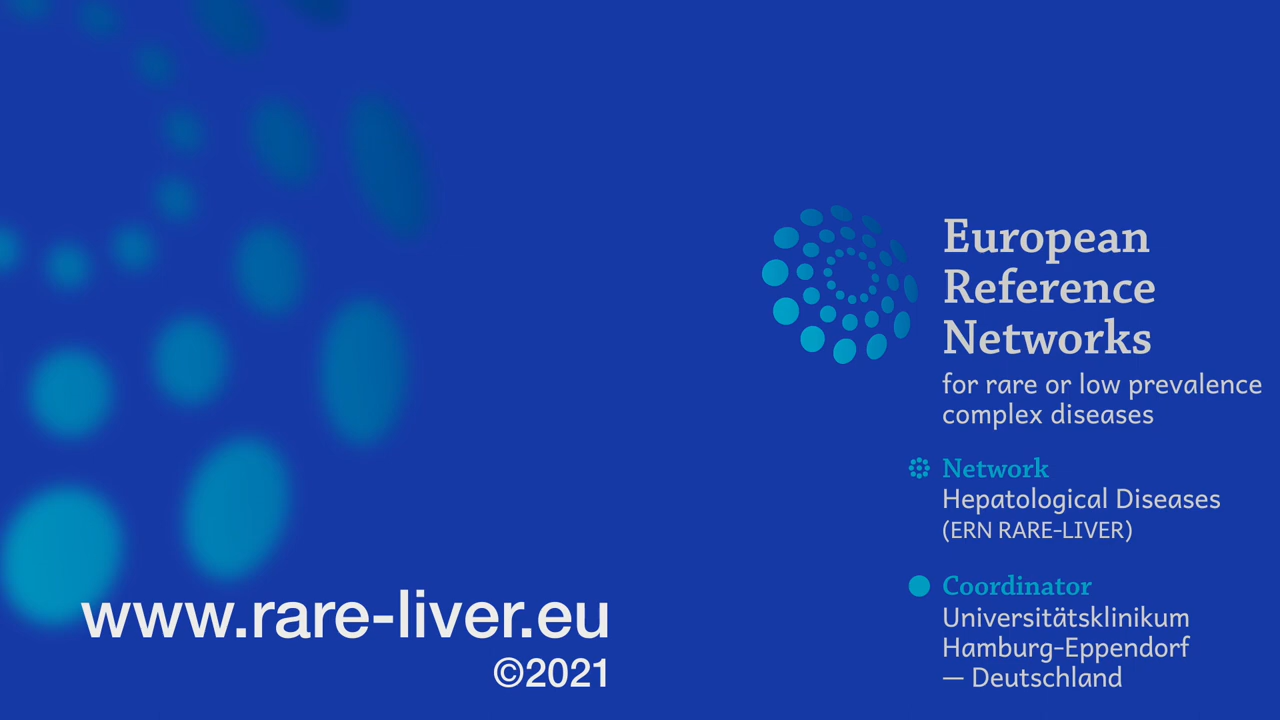 European
Reference
Networks
for rare or low prevalence
complex diseases
Network
Hepatological Diseases
(ERN RARE-LIVER)
Coordinator
Universitätsklinikum
Hamburg-Eppendorf
— Deutschland
www.rare-liver.eu
©2021